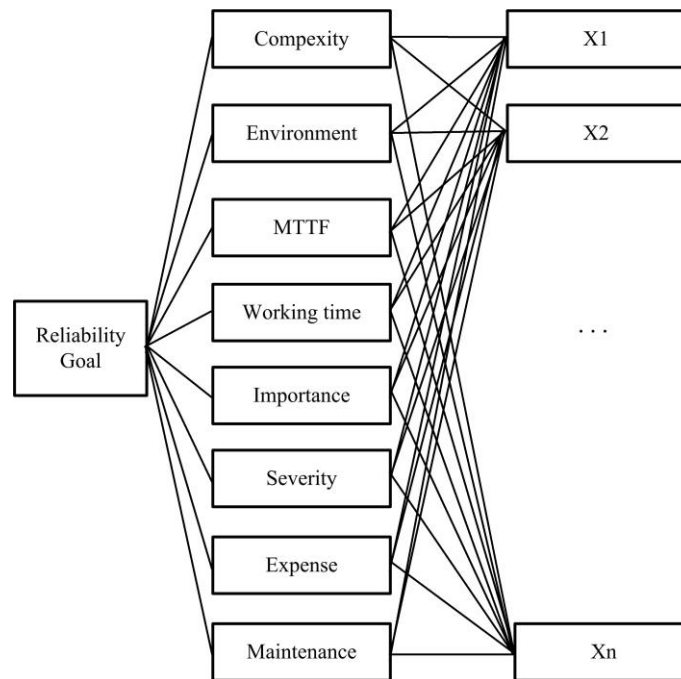 Compexity
X1
Environment
X2
MTTF
Working time
Reliability
Goal
. . .
Importance
Severity
Expense
Maintenance
Xn